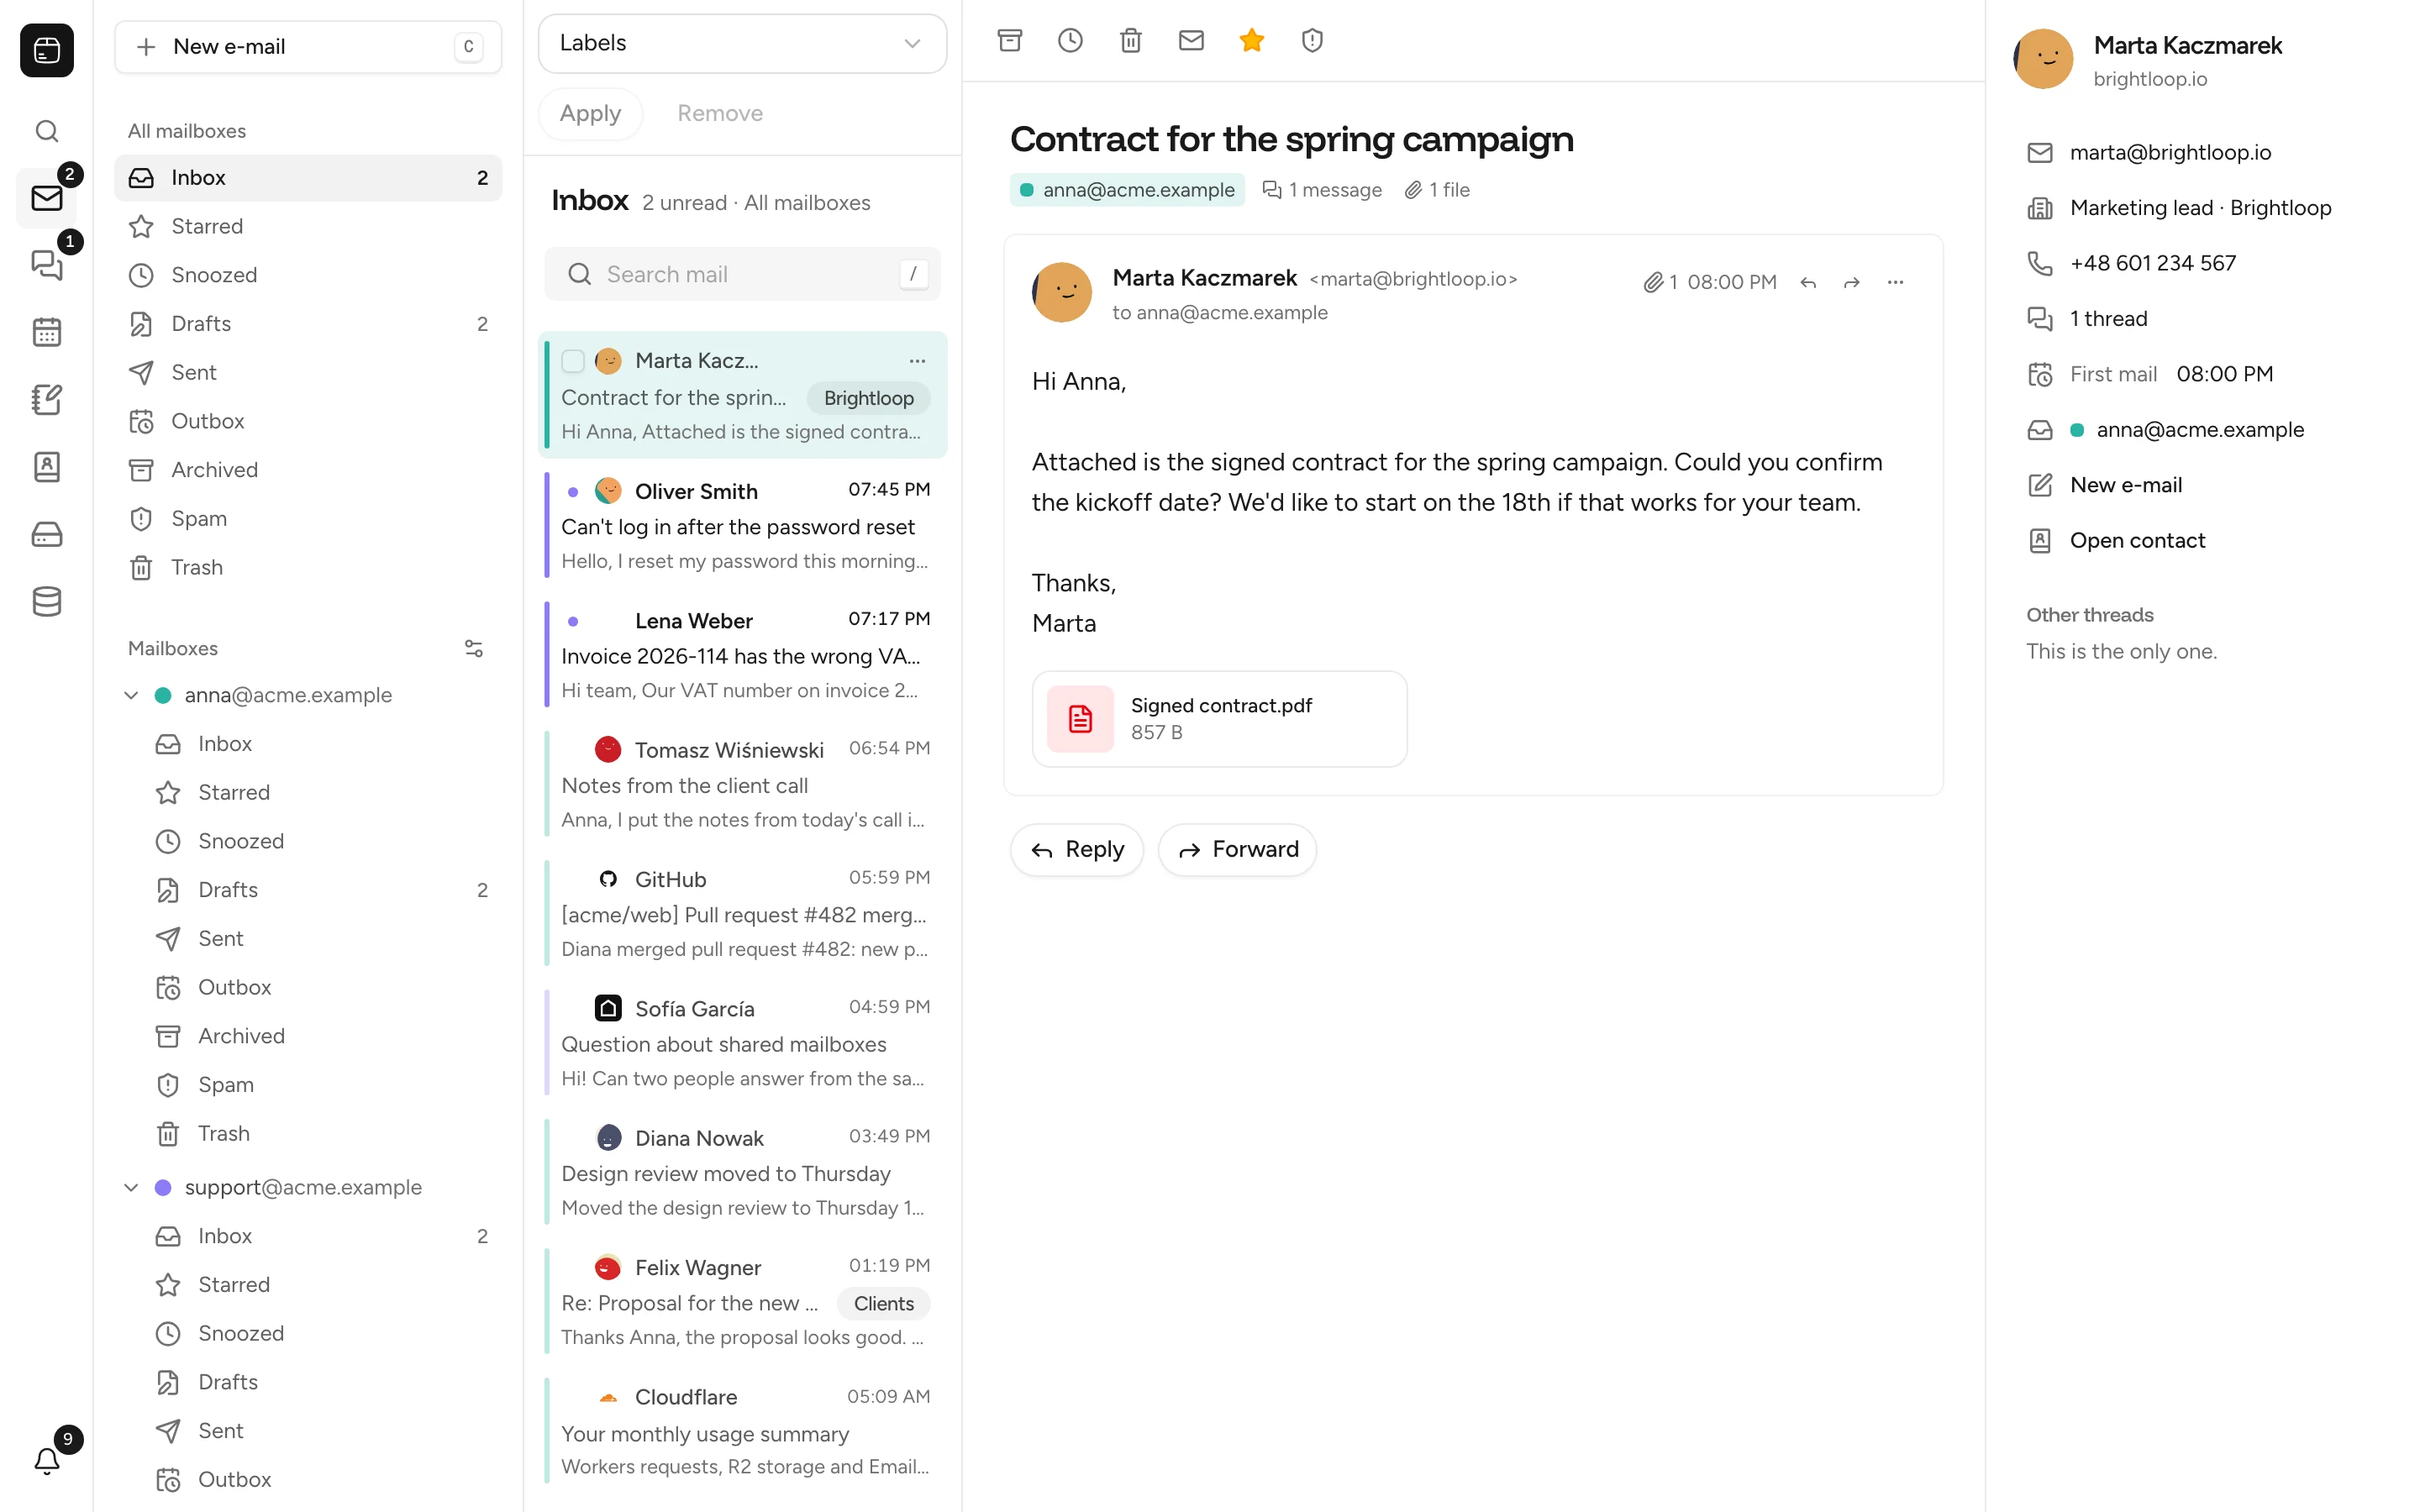 New e-mail C
All mailboxes
Inbox 2
Starred
Snoozed
Drafts 2
Sent
Outbox
Archived
Spam
Trash
Mailboxes
anna@acme.example
Inbox
Starred
Snoozed
Drafts 2
Sent
Outbox
Archived
Spam
Trash
support@acme.example
Inbox 2
Starred
Snoozed
Drafts
Sent
Outbox
2
1
9
Labels
Apply Remove
Inbox 2 unread · All mailboxes
Search mail /
Marta Kacz...
Contract for the sprin... Brightloop
Hi Anna, Attached is the signed contra...
Oliver Smith 07:45 PM
Can't log in after the password reset
Hello, I reset my password this morning...
Lena Weber 07:17 PM
Invoice 2026-114 has the wrong VA...
Hi team, Our VAT number on invoice 2...
Tomasz Wiśniewski 06:54 PM
Notes from the client call
Anna, I put the notes from today's call i...
GitHub 05:59 PM
[acme/web] Pull request #482 merg...
Diana merged pull request #482: new p...
Sofía García 04:59 PM
Question about shared mailboxes
Hi! Can two people answer from the sa...
Diana Nowak 03:49 PM
Design review moved to Thursday
Moved the design review to Thursday 1...
Felix Wagner 01:19 PM
Re: Proposal for the new ... Clients
Thanks Anna, the proposal looks good. ...
Cloudflare 05:09 AM
Your monthly usage summary
Workers requests, R2 storage and Email...
Contract for the spring campaign
anna@acme.example 1 message 1 file
Marta Kaczmarek <marta@brightloop.io> 1 08:00 PM
to anna@acme.example
Hi Anna,
Attached is the signed contract for the spring campaign. Could you confirm
the kickoff date? We'd like to start on the 18th if that works for your team.
Thanks,
Marta
Signed contract.pdf
857 B
Reply Forward
Marta Kaczmarek
brightloop.io
marta@brightloop.io
Marketing lead · Brightloop
+48 601 234 567
1 thread
First mail 08:00 PM
anna@acme.example
New e-mail
Open contact
Other threads
This is the only one.